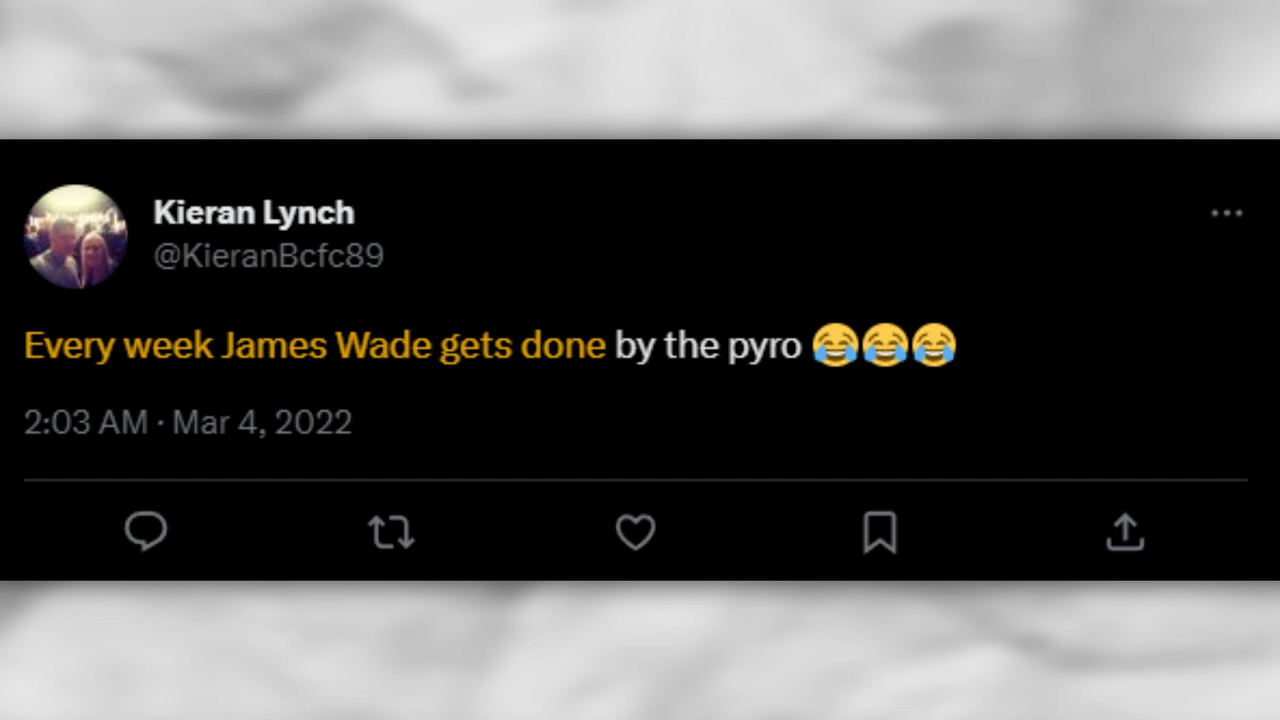 Kieran Lynch
@KieranBcfc89
Every week James Wade gets done by the pyro 😂😂😂
2:03 AM · Mar 4, 2022